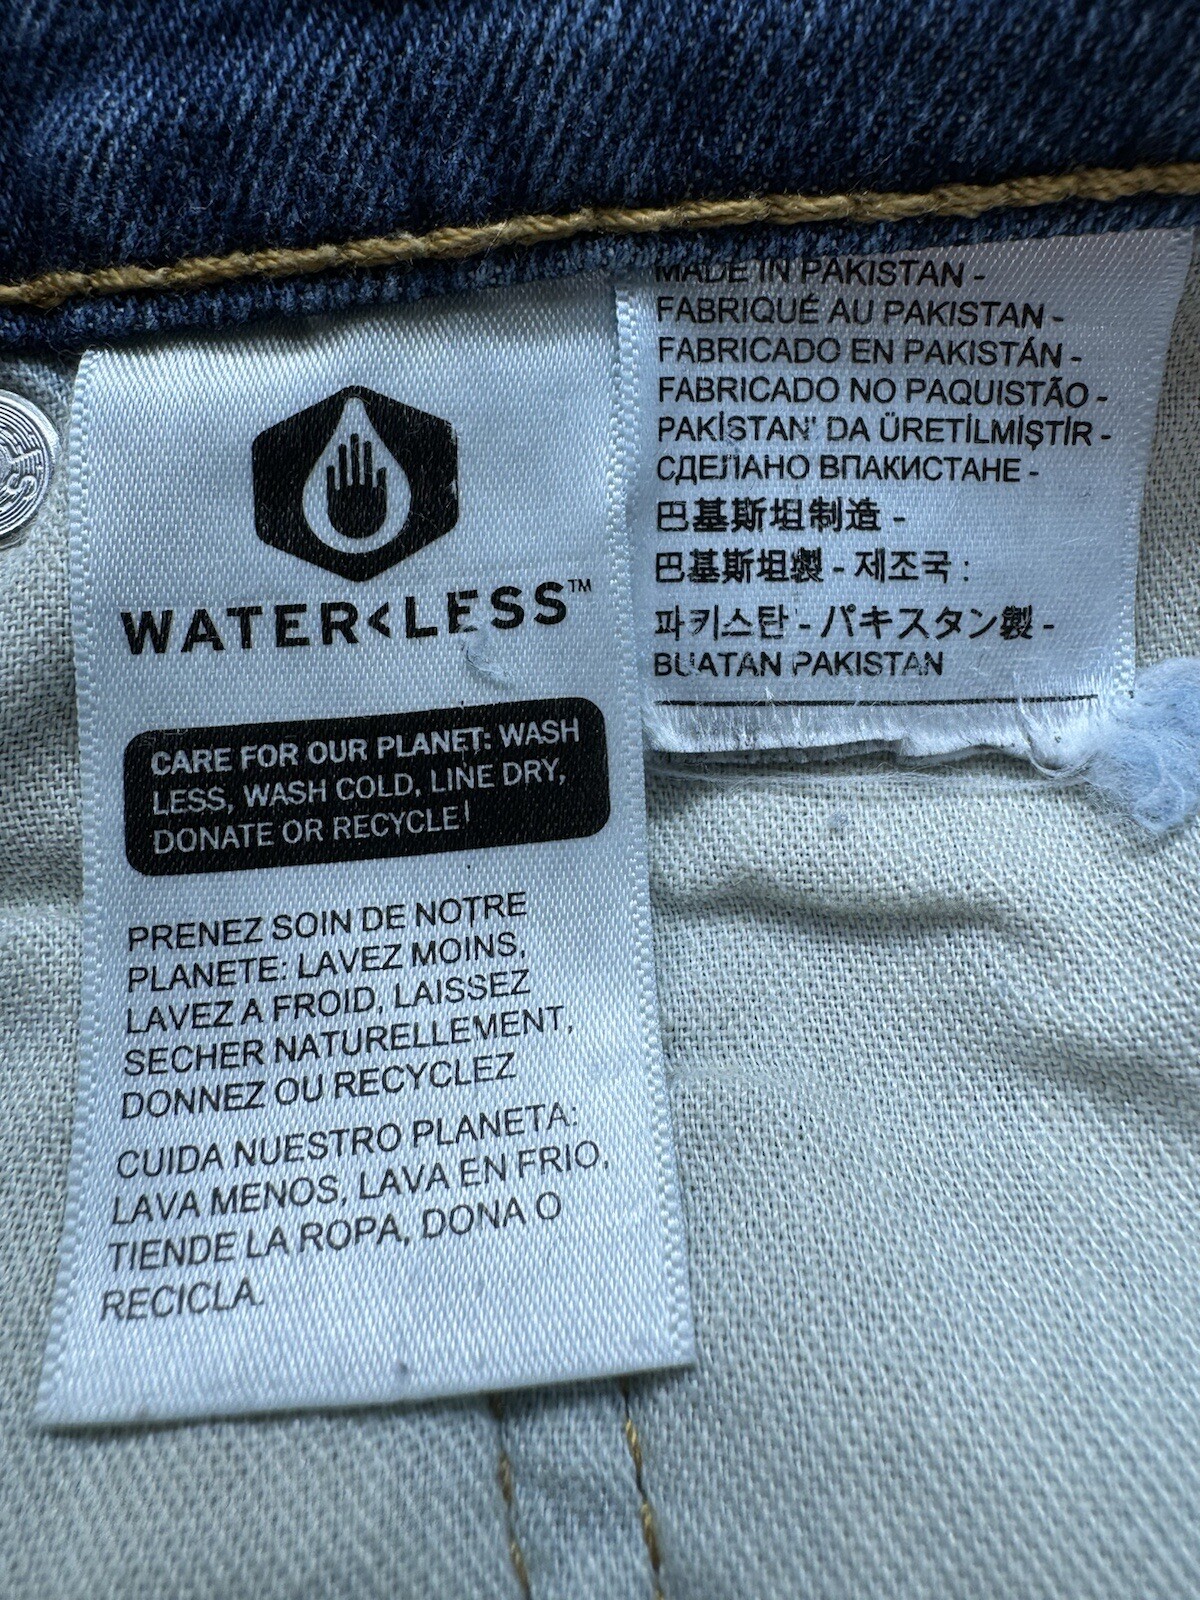 WATER<LESS™
CARE FOR OUR PLANET: WASH
LESS, WASH COLD, LINE DRY,
DONATE OR RECYCLE!
PRENEZ SOIN DE NOTRE
PLANETE: LAVEZ MOINS,
LAVEZ A FROID, LAISSEZ
SECHER NATURELLEMENT,
DONNEZ OU RECYCLEZ
CUIDA NUESTRO PLANETA:
LAVA MENOS, LAVA EN FRIO,
TIENDE LA ROPA, DONA O
RECICLA.
MADE IN PAKISTAN -
FABRIQUÉ AU PAKISTAN -
FABRICADO EN PAKISTÁN -
FABRICADO NO PAQUISTÃO -
PAKİSTAN' DA ÜRETİLMİŞTİR -
СДЕЛАНО ВПАКИСТАНЕ -
巴基斯坦制造 -
巴基斯坦製 - 제조국 :
파키스탄 - パキスタン製 -
BUATAN PAKISTAN